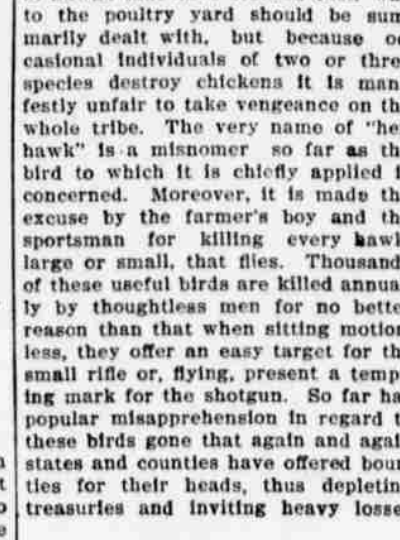 to the poultry yard should be sum
marily dealt with, but because oc
casional individuals of two or thre
species destroy chickens it is man
festly unfair to take vengeance on th
whole tribe. The very name of "he
hawk" is a misnomer so far as th
bird to which it is chiefly applied i
concerned. Moreover, it is made th
excuse by the farmer's boy and th
sportsman for killing every hawk
large or small, that flies. Thousand
of these useful birds are killed annua
ly by thoughtless men for no bette
reason than that when sitting motion
less, they offer an easy target for th
small rifle or, flying, present a temp
ing mark for the shotgun. So far ha
popular misapprehension in regard t
these birds gone that again and agai
states and counties have offered boun
ties for their heads, thus depletin
treasuries and inviting heavy losse